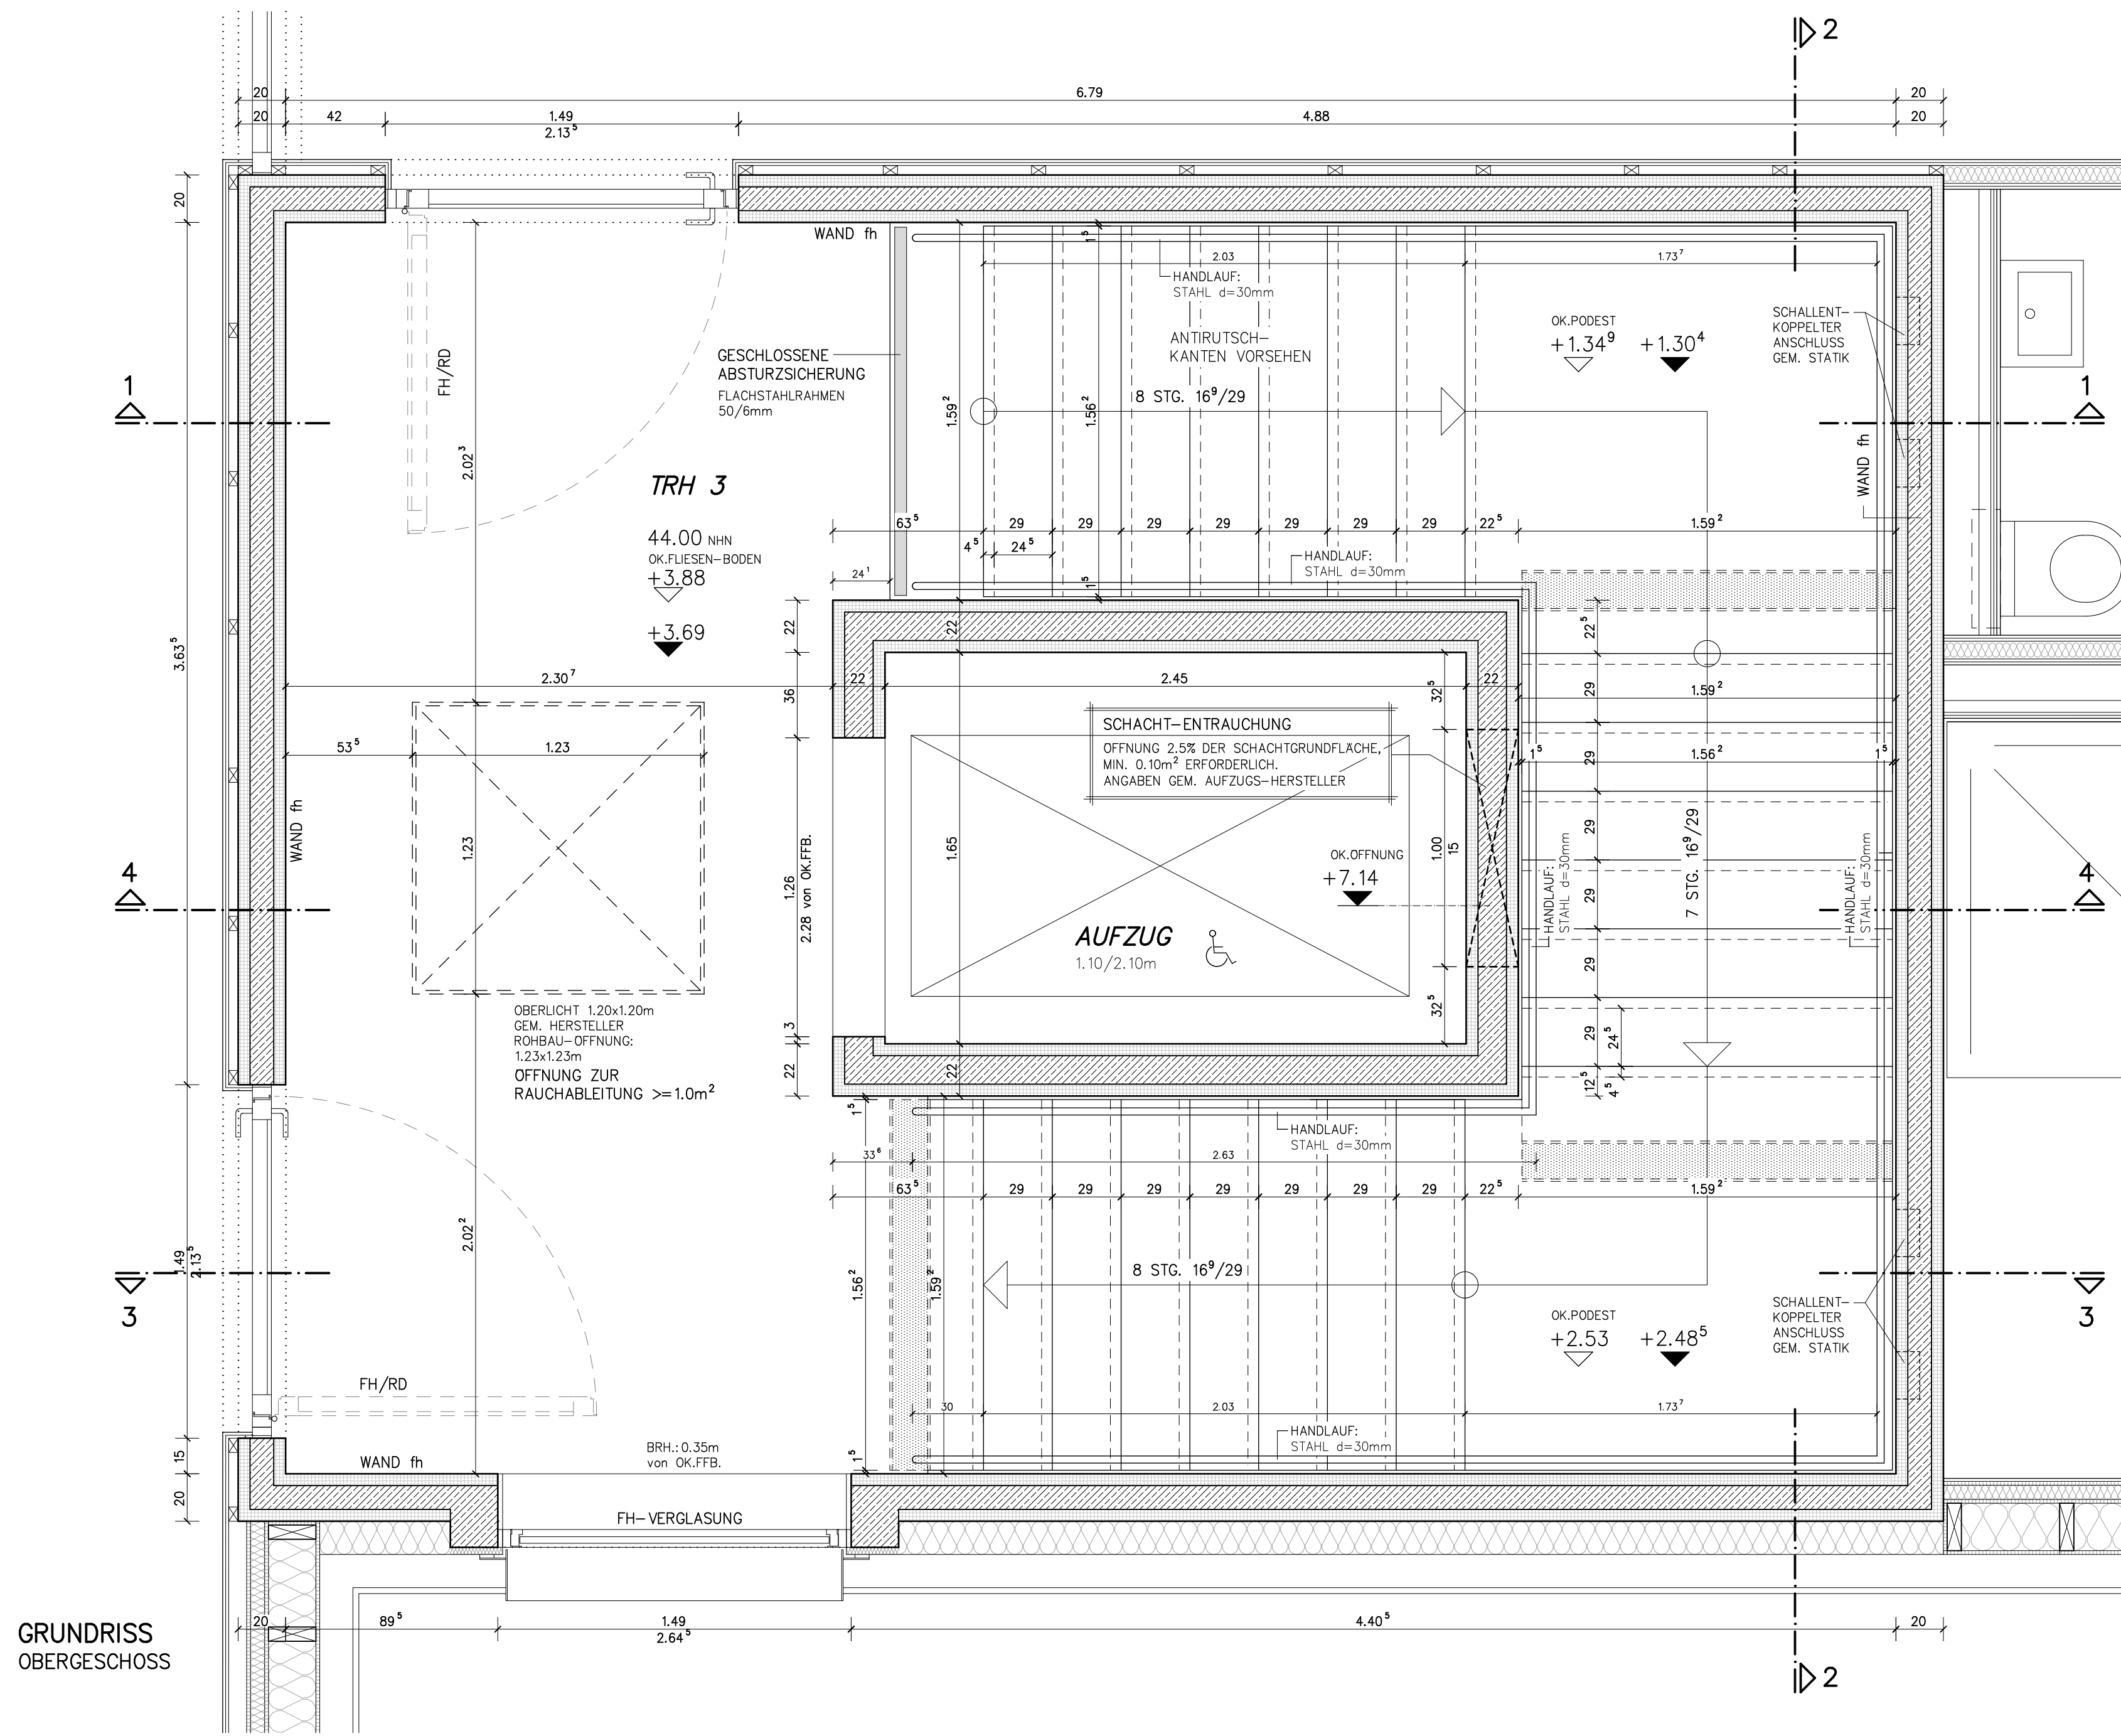 2
20 6.79 20
20 42 1.49 4.88 20
2.13⁵
20
WAND fh
1⁵
2.03 1.73⁷
HANDLAUF:
STAHL d=30mm
ANTIRUTSCH-
KANTEN VORSEHEN
OK.PODEST
+1.34⁹ +1.30⁴
SCHALLENT-
KOPPELTER
ANSCHLUSS
GEM. STATIK
FH/RD
GESCHLOSSENE
ABSTURZSICHERUNG
FLACHSTAHLRAHMEN
50/6mm
1
1
1.59²
1.56²
8 STG. 16⁹/29
2.02³
WAND fh
TRH 3
44.00 NHN
OK.FLIESEN-BODEN
+3.88
+3.69
63⁵ 29 29 29 29 29 29 29 22⁵ 1.59²
4⁵ 24⁵
24¹
1⁵
HANDLAUF:
STAHL d=30mm
3.63⁵
22
22
22⁵
2.30⁷ 22 2.45 22
36
32⁵
29
1.59²
SCHACHT-ENTRAUCHUNG
ÖFFNUNG 2.5% DER SCHACHTGRUNDFLÄCHE,
MIN. 0.10m² ERFORDERLICH.
ANGABEN GEM. AUFZUGS-HERSTELLER
53⁵ 1.23
1⁵ 1.56² 1⁵
29
WAND fh
1.23
1.26
2.28 von OK.FFB.
1.65
1.00
15
29
7 STG. 16⁹/29
OK.ÖFFNUNG
+7.14
HANDLAUF:
STAHL d=30mm
HANDLAUF:
STAHL d=30mm
4
4
29
AUFZUG
1.10/2.10m
29
32⁵
3
OBERLICHT 1.20x1.20m
GEM. HERSTELLER
ROHBAU-ÖFFNUNG:
1.23x1.23m
ÖFFNUNG ZUR
RAUCHABLEITUNG >=1.0m²
29
24⁵
22
22
12⁵
4⁵
1⁵
HANDLAUF:
STAHL d=30mm
33⁶ 2.63
63⁵ 29 29 29 29 29 29 29 22⁵ 1.59²
2.02²
1.49
2.13⁵
1.56²
1.59²
8 STG. 16⁹/29
3
3
OK.PODEST
+2.53 +2.48⁵
SCHALLENT-
KOPPELTER
ANSCHLUSS
GEM. STATIK
FH/RD
30 2.03 1.73⁷
HANDLAUF:
STAHL d=30mm
1⁵
15
WAND fh
BRH.: 0.35m
von OK.FFB.
20
FH-VERGLASUNG
20 89⁵ 1.49 4.40⁵ 20
2.64⁵
GRUNDRISS
OBERGESCHOSS
2